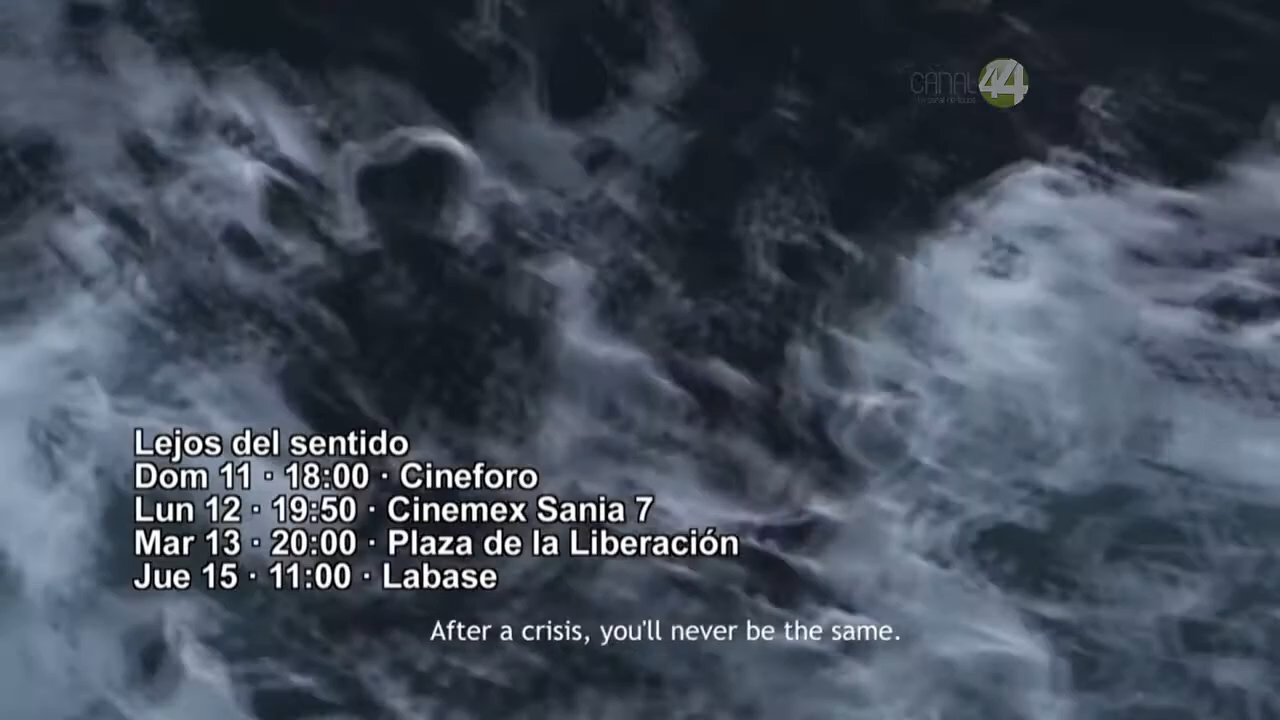 CANAL 44
Lejos del sentido
Dom 11 · 18:00 · Cineforo
Lun 12 · 19:50 · Cinemex Sania 7
Mar 13 · 20:00 · Plaza de la Liberación
Jue 15 · 11:00 · Labase
After a crisis, you'll never be the same.